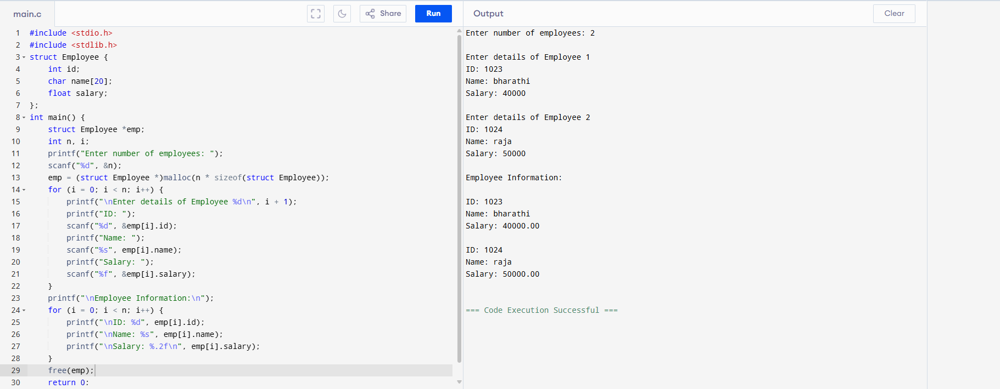 main.c
Share
Run
Output
Clear
1 #include <stdio.h>
2 #include <stdlib.h>
3 struct Employee {
4     int id;
5     char name[20];
6     float salary;
7 };
8 int main() {
9     struct Employee *emp;
10     int n, i;
11     printf("Enter number of employees: ");
12     scanf("%d", &n);
13     emp = (struct Employee *)malloc(n * sizeof(struct Employee));
14     for (i = 0; i < n; i++) {
15         printf("\nEnter details of Employee %d\n", i + 1);
16         printf("ID: ");
17         scanf("%d", &emp[i].id);
18         printf("Name: ");
19         scanf("%s", emp[i].name);
20         printf("Salary: ");
21         scanf("%f", &emp[i].salary);
22     }
23     printf("\nEmployee Information:\n");
24     for (i = 0; i < n; i++) {
25         printf("\nID: %d", emp[i].id);
26         printf("\nName: %s", emp[i].name);
27         printf("\nSalary: %.2f\n", emp[i].salary);
28     }
29     free(emp);
30     return 0;
Enter number of employees: 2
Enter details of Employee 1
ID: 1023
Name: bharathi
Salary: 40000
Enter details of Employee 2
ID: 1024
Name: raja
Salary: 50000
Employee Information:
ID: 1023
Name: bharathi
Salary: 40000.00
ID: 1024
Name: raja
Salary: 50000.00
=== Code Execution Successful ===